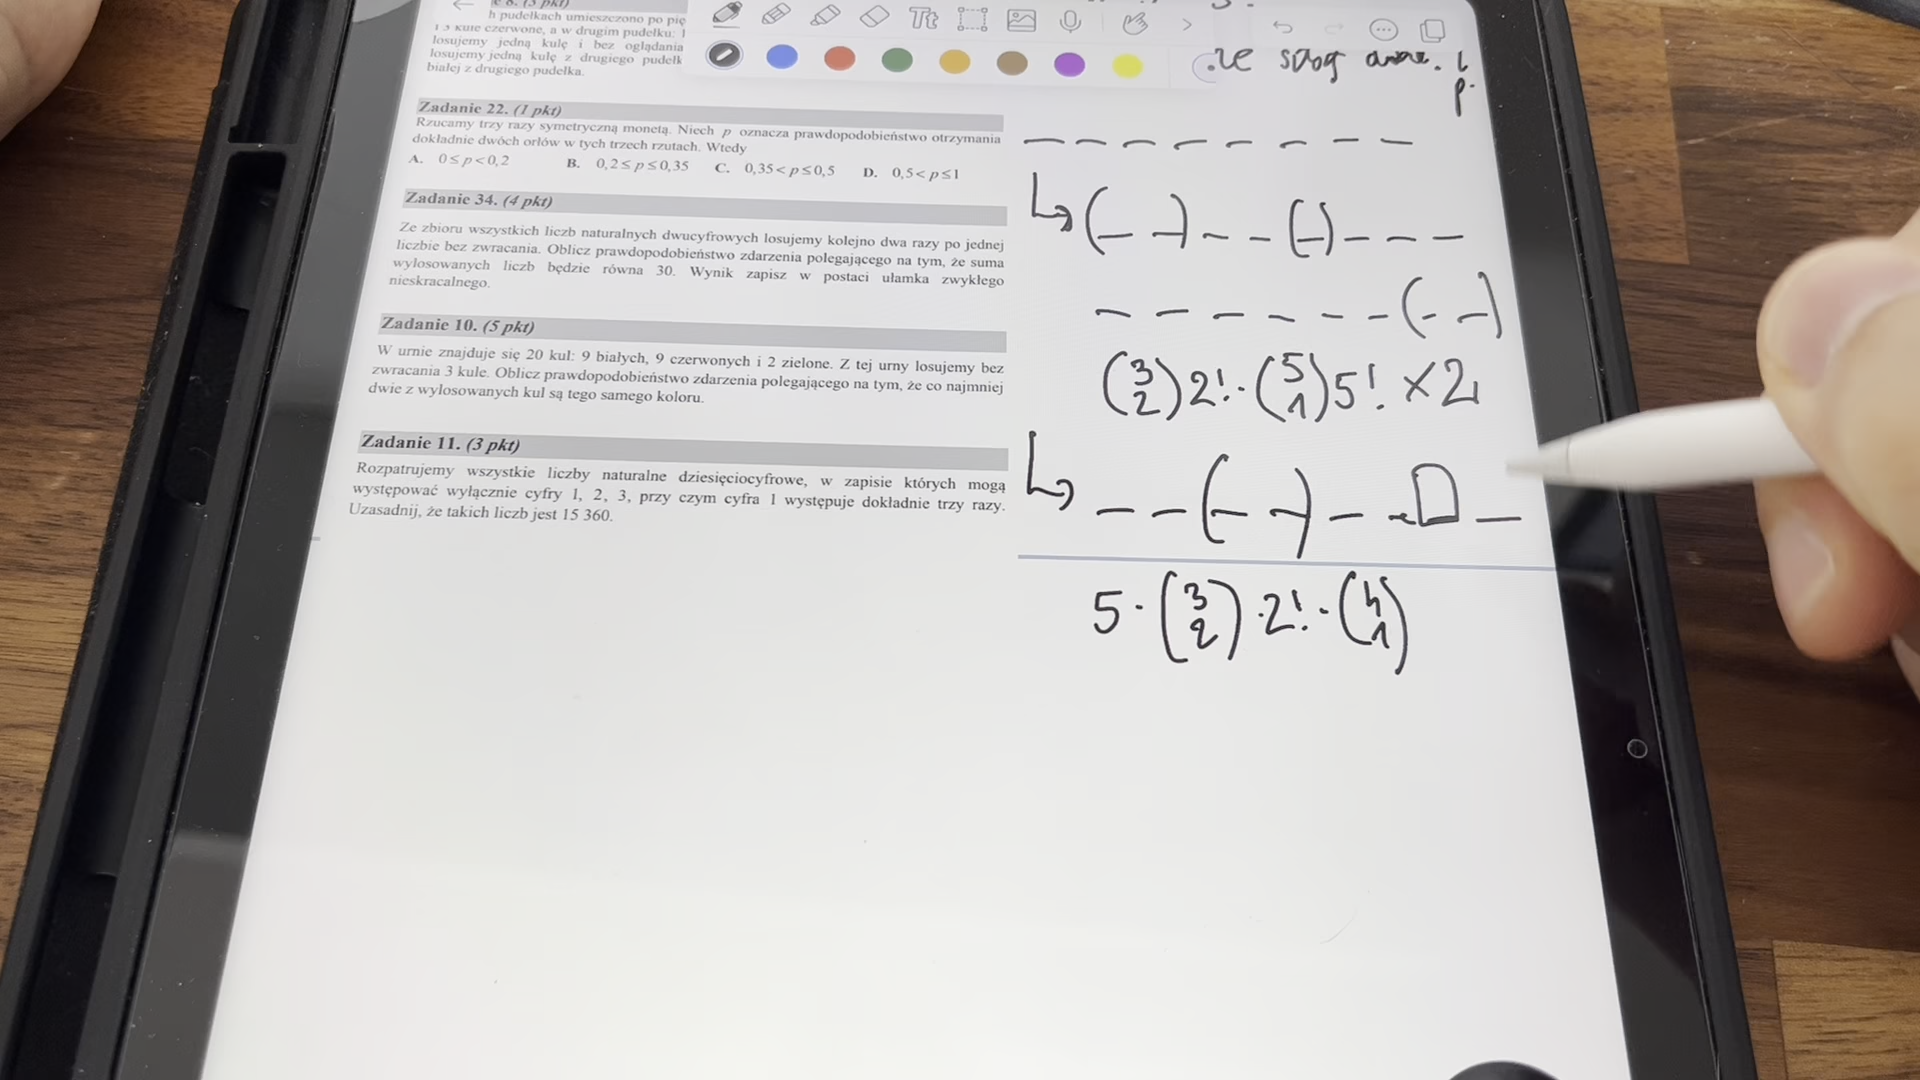 h pudełkach umieszczono po pię
losujemy jedną kulę i bez oglądania
losujemy jedną kulę z drugiego pudełk
białej z drugiego pudełka.
Zadanie 22. (1 pkt)
Rzucamy trzy razy symetryczną monetą. Niech p oznacza prawdopodobieństwo otrzymania
dokładnie dwóch orłów w tych trzech rzutach. Wtedy
A. 0 ≤ p < 0,2 B. 0,2 ≤ p ≤ 0,35 C. 0,35 < p ≤ 0,5 D. 0,5 < p ≤ 1
Zadanie 34. (4 pkt)
Ze zbioru wszystkich liczb naturalnych dwucyfrowych losujemy kolejno dwa razy po jednej
liczbie bez zwracania. Oblicz prawdopodobieństwo zdarzenia polegającego na tym, że suma
wylosowanych liczb będzie równa 30. Wynik zapisz w postaci ułamka zwykłego
nieskracalnego.
Zadanie 10. (5 pkt)
W urnie znajduje się 20 kul: 9 białych, 9 czerwonych i 2 zielone. Z tej urny losujemy bez
zwracania 3 kule. Oblicz prawdopodobieństwo zdarzenia polegającego na tym, że co najmniej
dwie z wylosowanych kul są tego samego koloru.
Zadanie 11. (3 pkt)
Rozpatrujemy wszystkie liczby naturalne dziesięciocyfrowe, w zapisie których mogą
występować wyłącznie cyfry 1, 2, 3, przy czym cyfra 1 występuje dokładnie trzy razy.
Uzasadnij, że takich liczb jest 15 360.
Tt
(3 2) 2! · (5 1) 5! × 2
5 · (3 2) · 2! · (4 1)